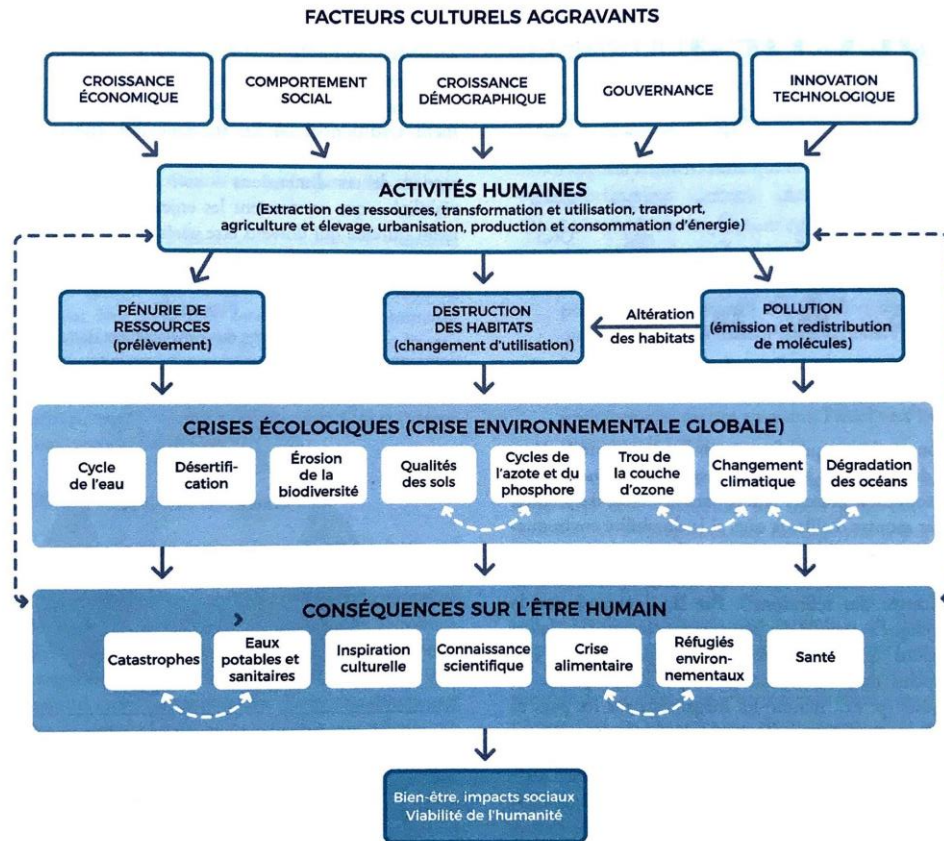 FACTEURS CULTURELS AGGRAVANTS
CROISSANCE
ÉCONOMIQUE
COMPORTEMENT
SOCIAL
CROISSANCE
DÉMOGRAPHIQUE
GOUVERNANCE
INNOVATION
TECHNOLOGIQUE
ACTIVITÉS HUMAINES
(Extraction des ressources, transformation et utilisation, transport,
agriculture et élevage, urbanisation, production et consommation d'énergie)
PÉNURIE DE
RESSOURCES
(prélèvement)
DESTRUCTION
DES HABITATS
(changement d'utilisation)
Altération
des habitats
POLLUTION
(émission et redistribution
de molécules)
CRISES ÉCOLOGIQUES (CRISE ENVIRONNEMENTALE GLOBALE)
Cycle
de l'eau
Désertifi-
cation
Érosion
de la
biodiversité
Qualités
des sols
Cycles de
l'azote et du
phosphore
Trou de
la couche
d'ozone
Changement
climatique
Dégradation
des océans
CONSÉQUENCES SUR L'ÊTRE HUMAIN
Catastrophes
Eaux
potables et
sanitaires
Inspiration
culturelle
Connaissance
scientifique
Crise
alimentaire
Réfugiés
environ-
nementaux
Santé
Bien-être, impacts sociaux
Viabilité de l'humanité